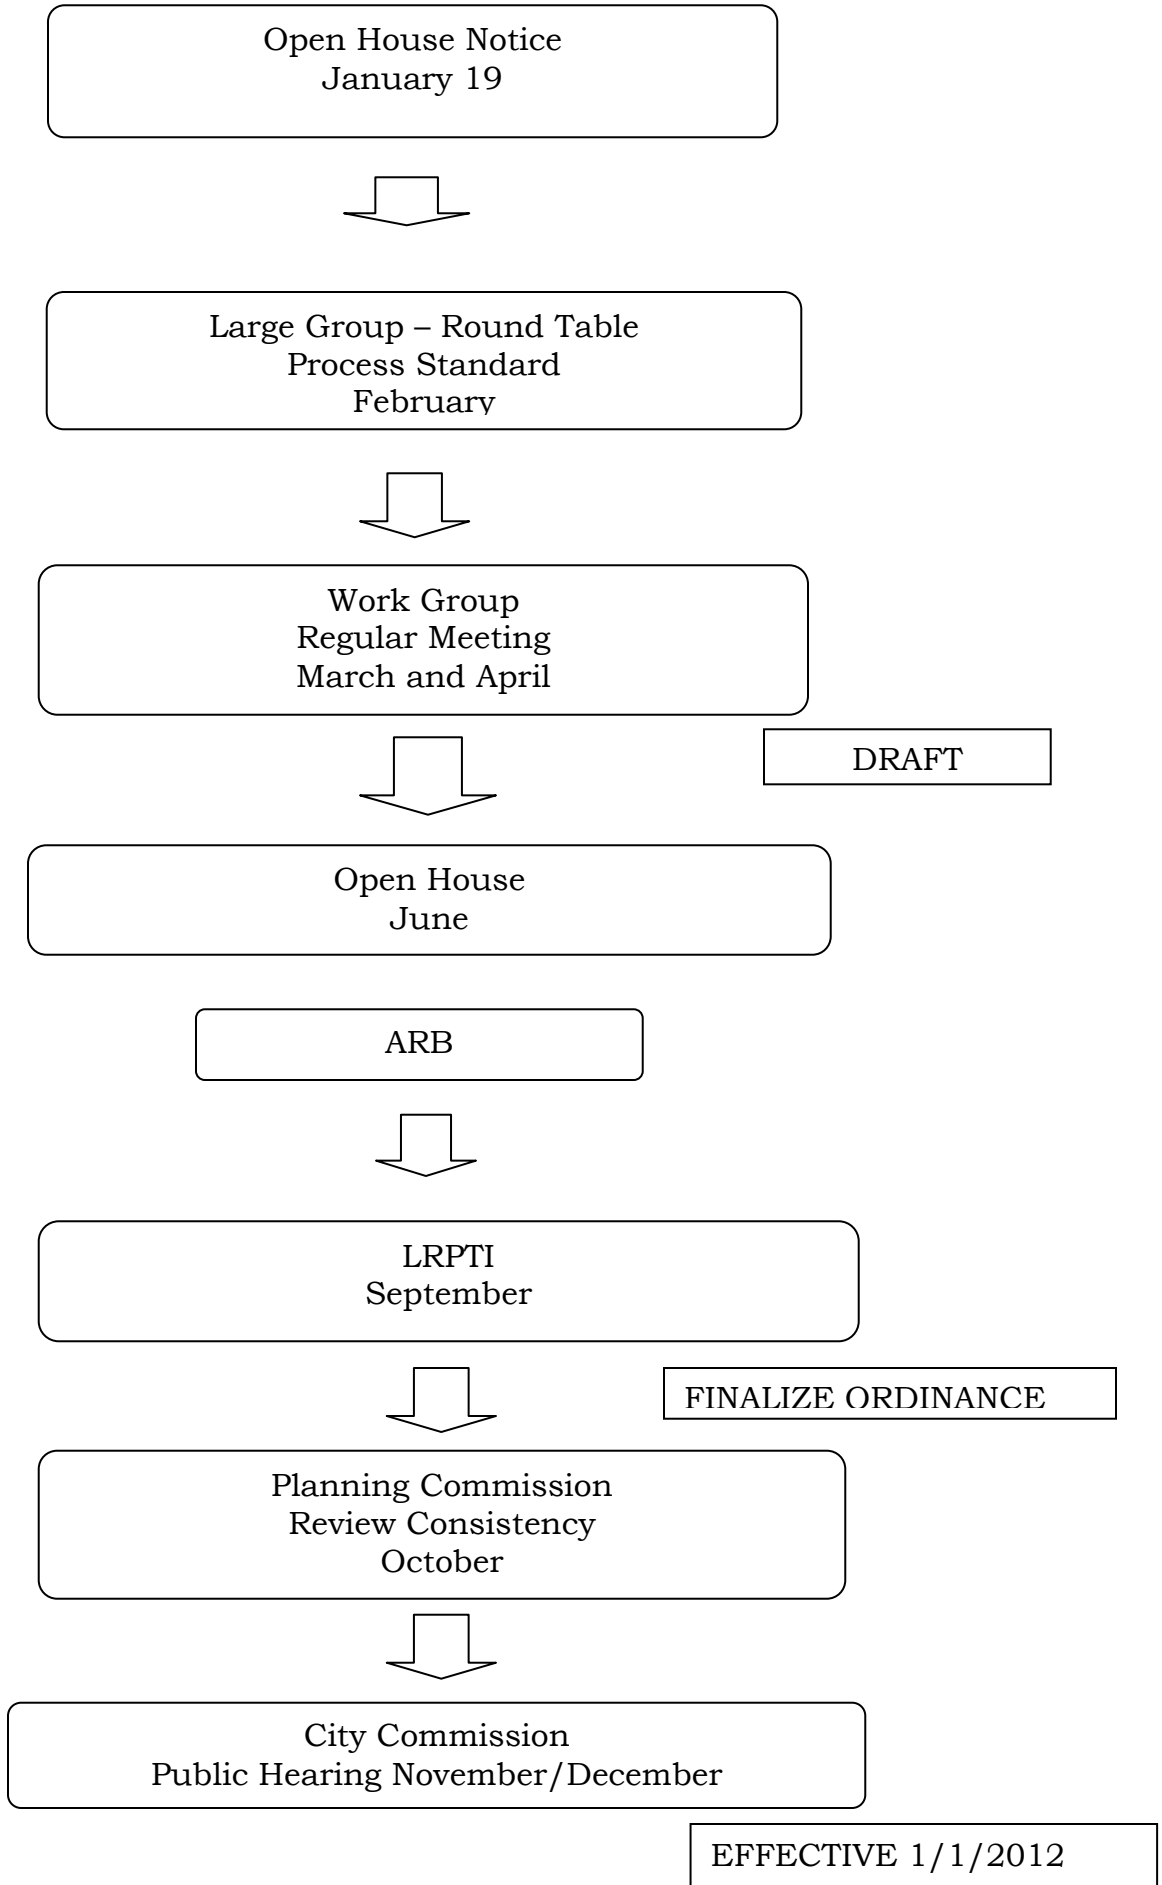 Open House Notice
January 19
Large Group – Round Table
Process Standard
February
Work Group
Regular Meeting
March and April
DRAFT
Open House
June
ARB
LRPTI
September
FINALIZE ORDINANCE
Planning Commission
Review Consistency
October
City Commission
Public Hearing November/December
EFFECTIVE 1/1/2012